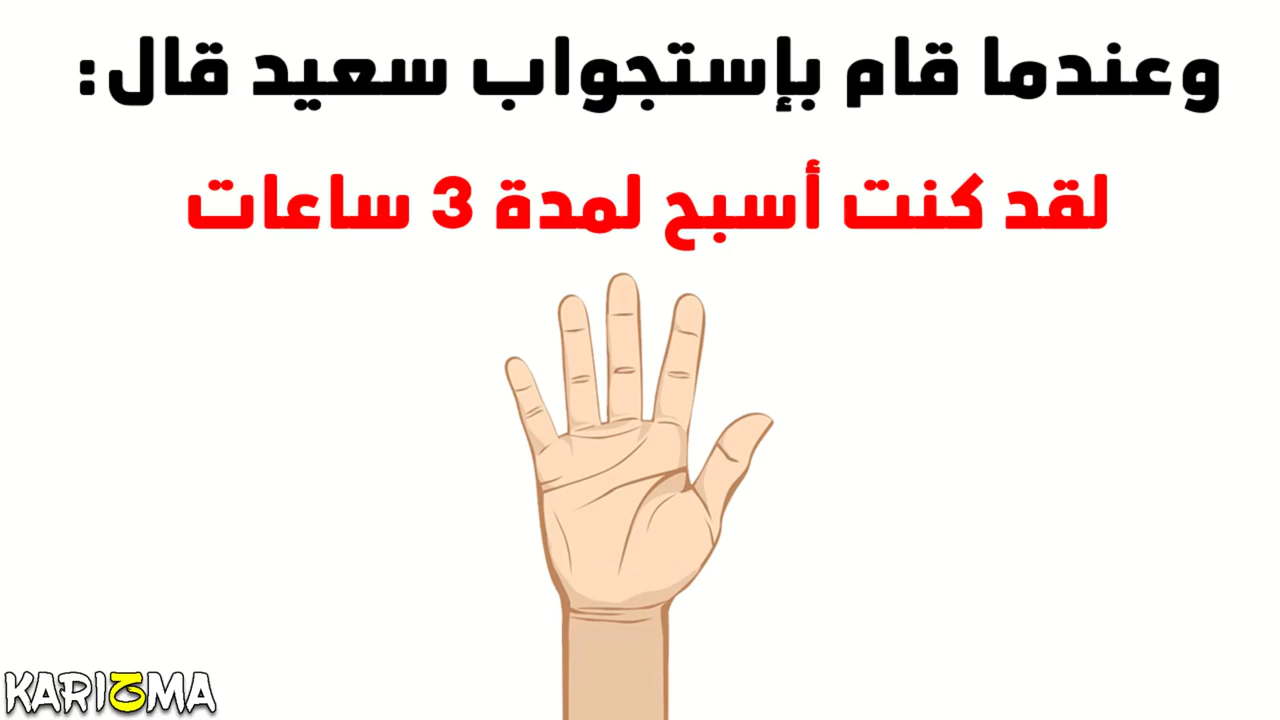 وعندما قام بإستجواب سعيد قال:
لقد كنت أسبح لمدة 3 ساعات
KARIZMA